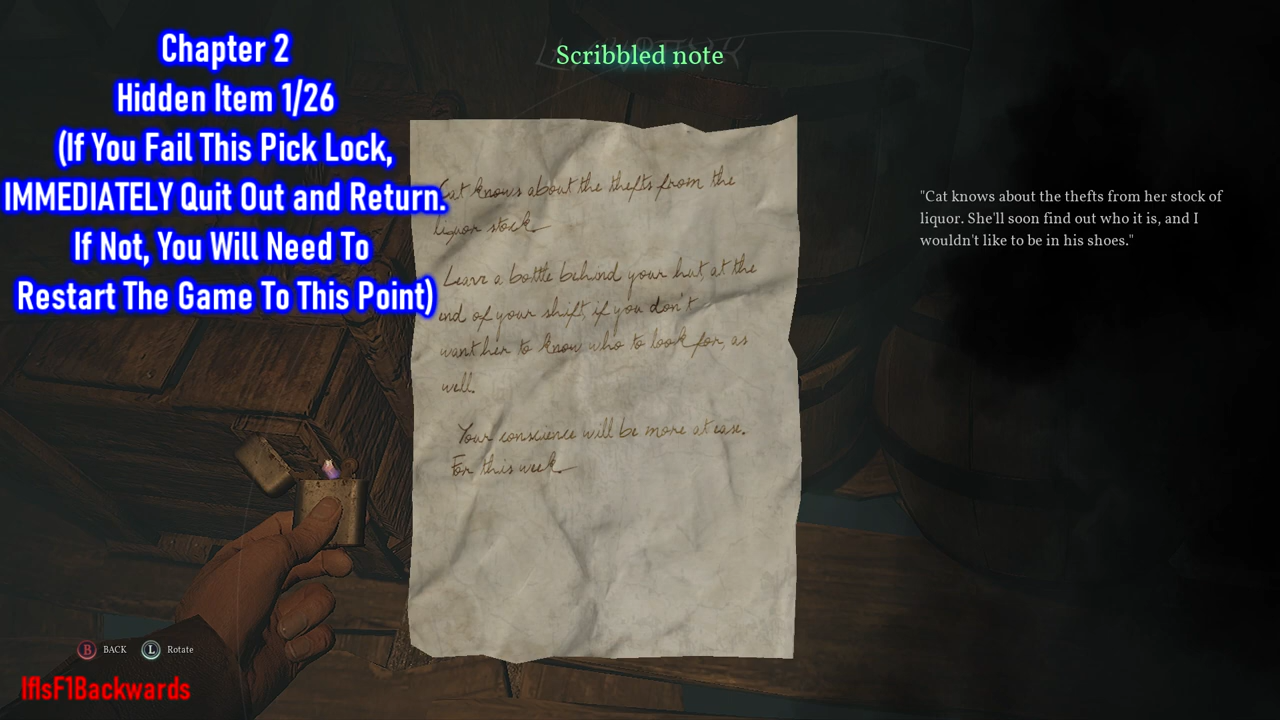 Chapter 2
Hidden Item 1/26
(If You Fail This Pick Lock,
IMMEDIATELY Quit Out and Return.
If Not, You Will Need To
Restart The Game To This Point)
Scribbled note
Cat knows about the thefts from the
liquor stock.
Leave a bottle behind your hut, at the
end of your shift, if you don't
want her to know who to look for, as
well.
Your conscience will be more at ease.
For this week.
"Cat knows about the thefts from her stock of
liquor. She'll soon find out who it is, and I
wouldn't like to be in his shoes."
B BACK L Rotate
IfIsF1Backwards